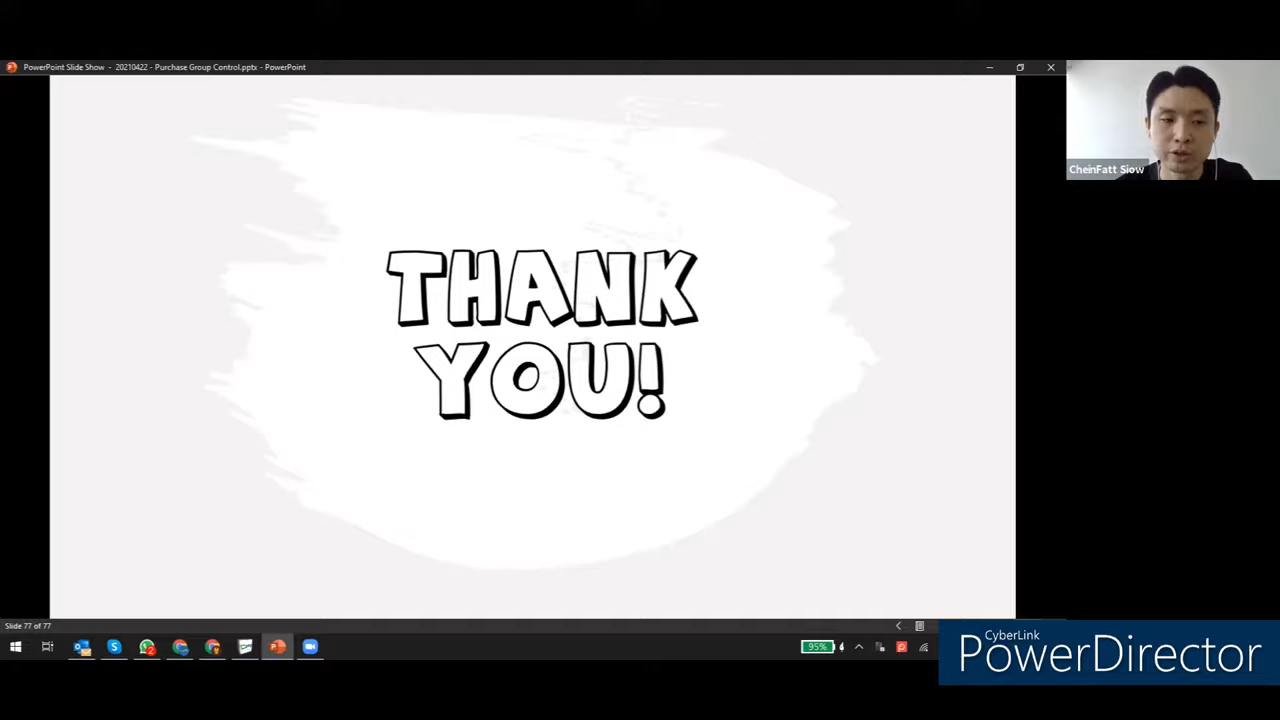 PowerPoint Slide Show - 20210422 - Purchase Group Control.pptx - PowerPoint
CheinFatt Siow
THANK
YOU!
Slide 77 of 77
2
95%
CyberLink
PowerDirector